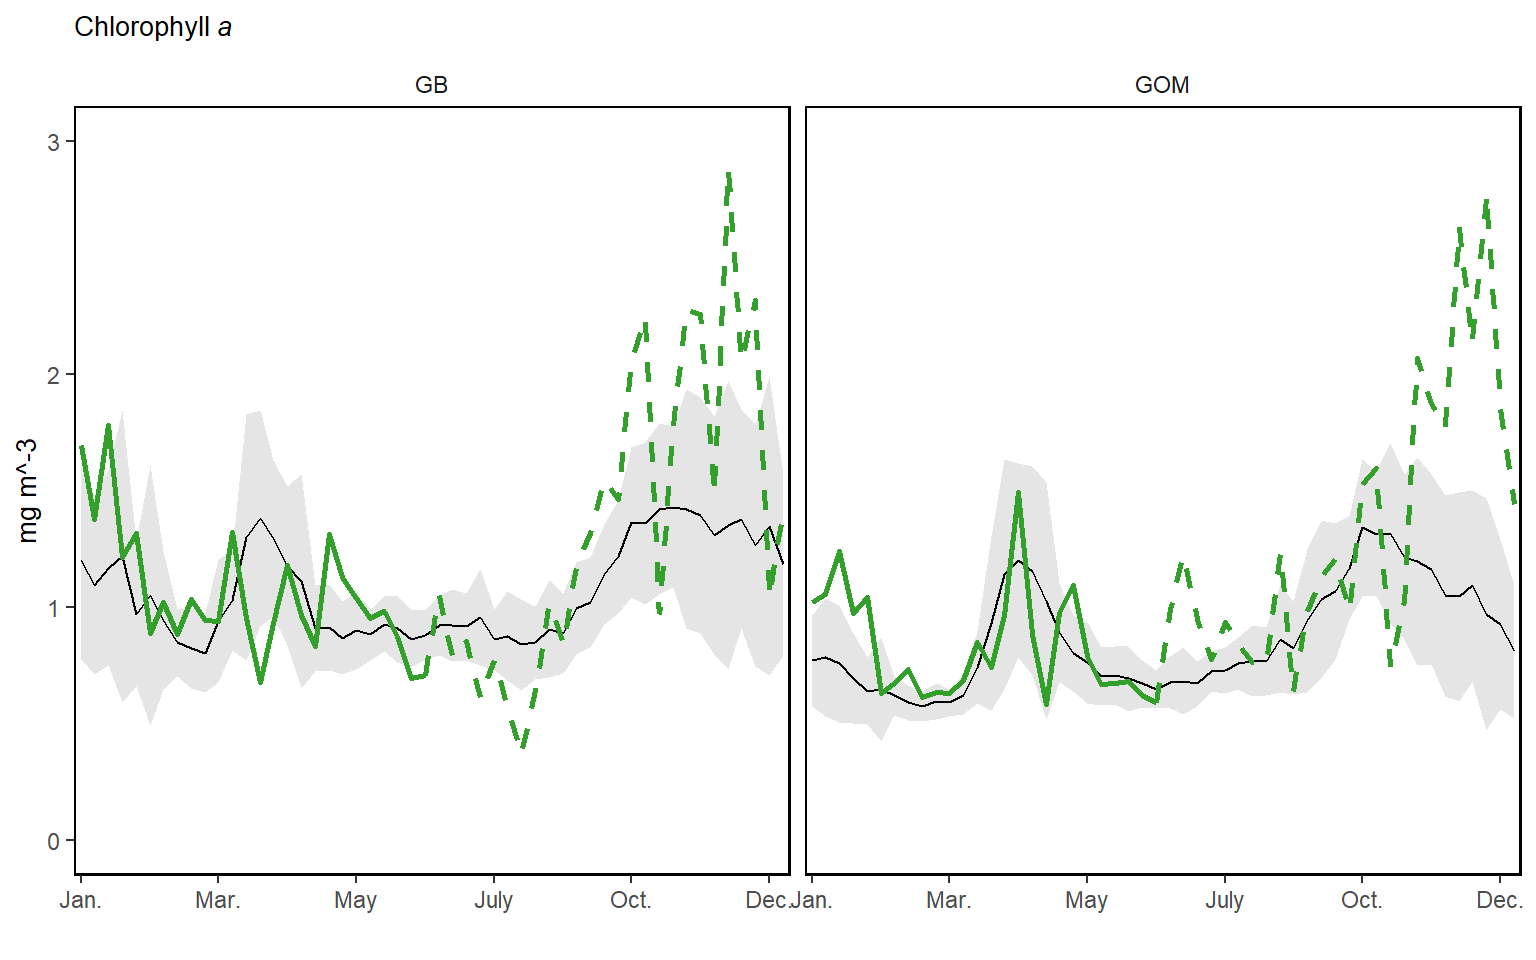 Chlorophyll a
GB
GOM
mg m^-3
3
2
1
0
Jan.
Mar.
May
July
Oct.
Dec.
Jan.
Mar.
May
July
Oct.
Dec.